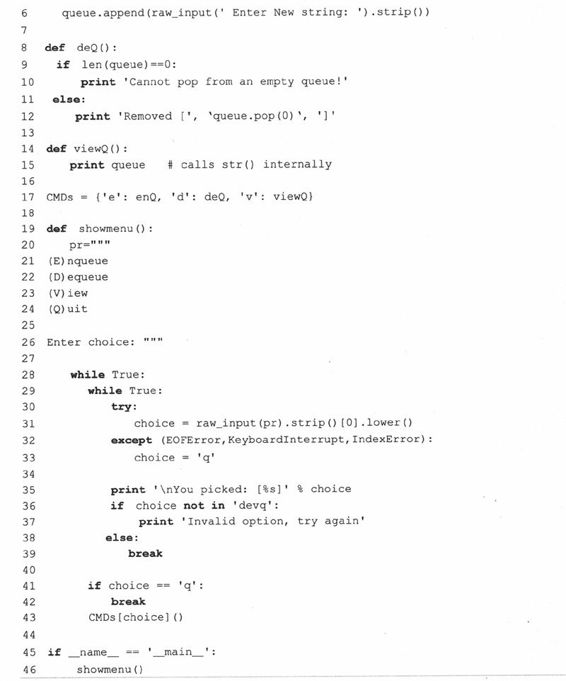 6 queue.append(raw_input(' Enter New string: ').strip())
7
8 def deQ():
9 if len(queue)==0:
10 print 'Cannot pop from an empty queue!'
11 else:
12 print 'Removed [', 'queue.pop(0)', ']'
13
14 def viewQ():
15 print queue # calls str() internally
16
17 CMDs = {'e': enQ, 'd': deQ, 'v': viewQ}
18
19 def showmenu():
20 pr="""
21 (E)nqueue
22 (D)equeue
23 (V)iew
24 (Q)uit
25
26 Enter choice: """
27
28 while True:
29 while True:
30 try:
31 choice = raw_input(pr).strip()[0].lower()
32 except (EOFError,KeyboardInterrupt,IndexError):
33 choice = 'q'
34
35 print '\nYou picked: [%s]' % choice
36 if choice not in 'devq':
37 print 'Invalid option, try again'
38 else:
39 break
40
41 if choice == 'q':
42 break
43 CMDs[choice]()
44
45 if __name__ == '__main__':
46 showmenu()